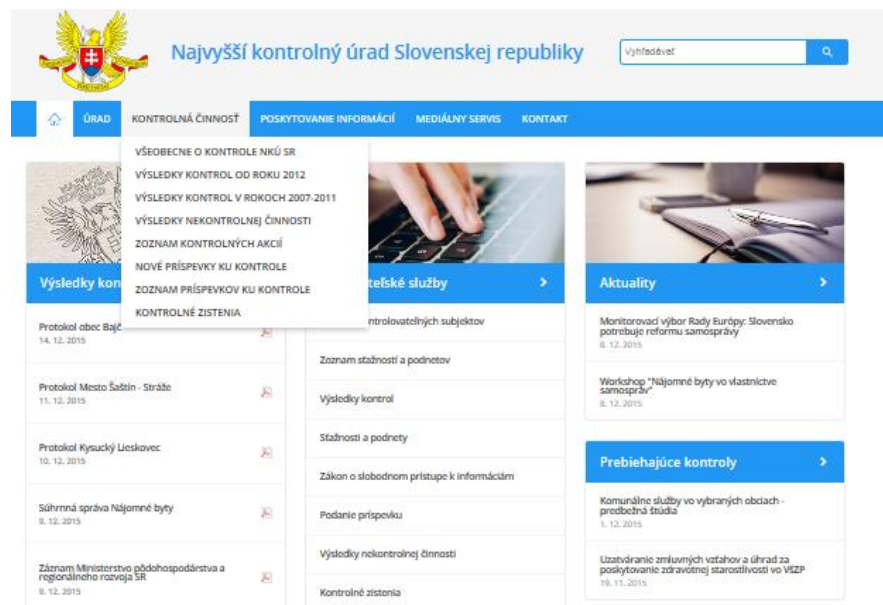 Najvyšší kontrolný úrad Slovenskej republiky
Vyhľadávať
ÚRAD
KONTROLNÁ ČINNOSŤ
POSKYTOVANIE INFORMÁCIÍ
MEDIÁLNY SERVIS
KONTAKT
VŠEOBECNE O KONTROLE NKÚ SR
VÝSLEDKY KONTROL OD ROKU 2012
VÝSLEDKY KONTROL V ROKOCH 2007-2011
VÝSLEDKY NEKONTROLNEJ ČINNOSTI
ZOZNAM KONTROLNÝCH AKCIÍ
NOVÉ PRÍSPEVKY KU KONTROLE
ZOZNAM PRÍSPEVKOV KU KONTROLE
KONTROLNÉ ZISTENIA
Výsledky kon
Protokol obec Bajč
14. 12. 2015
Protokol Mesto Šaštín - Stráže
11. 12. 2015
Protokol Kysucký Lieskovec
10. 12. 2015
Súhrnná správa Nájomné byty
9. 12. 2015
Záznam Ministerstvo pôdohospodárstva a
regionálneho rozvoja SR
8. 12. 2015
teľské služby
ntrolovateľných subjektov
Zoznam sťažností a podnetov
Výsledky kontrol
Sťažnosti a podnety
Zákon o slobodnom prístupe k informáciám
Podanie príspevku
Výsledky nekontrolnej činnosti
Kontrolné zistenia
Aktuality
Monitorovací výbor Rady Európy: Slovensko
potrebuje reformu samosprávy
8. 12. 2015
Workshop "Nájomné byty vo vlastníctve
samospráv"
8. 12. 2015
Prebiehajúce kontroly
Komunálne služby vo vybraných obciach -
predbežná štúdia
1. 12. 2015
Uzatváranie zmluvných vzťahov a úhrad za
poskytovanie zdravotnej starostlivosti vo VšZP
19. 11. 2015